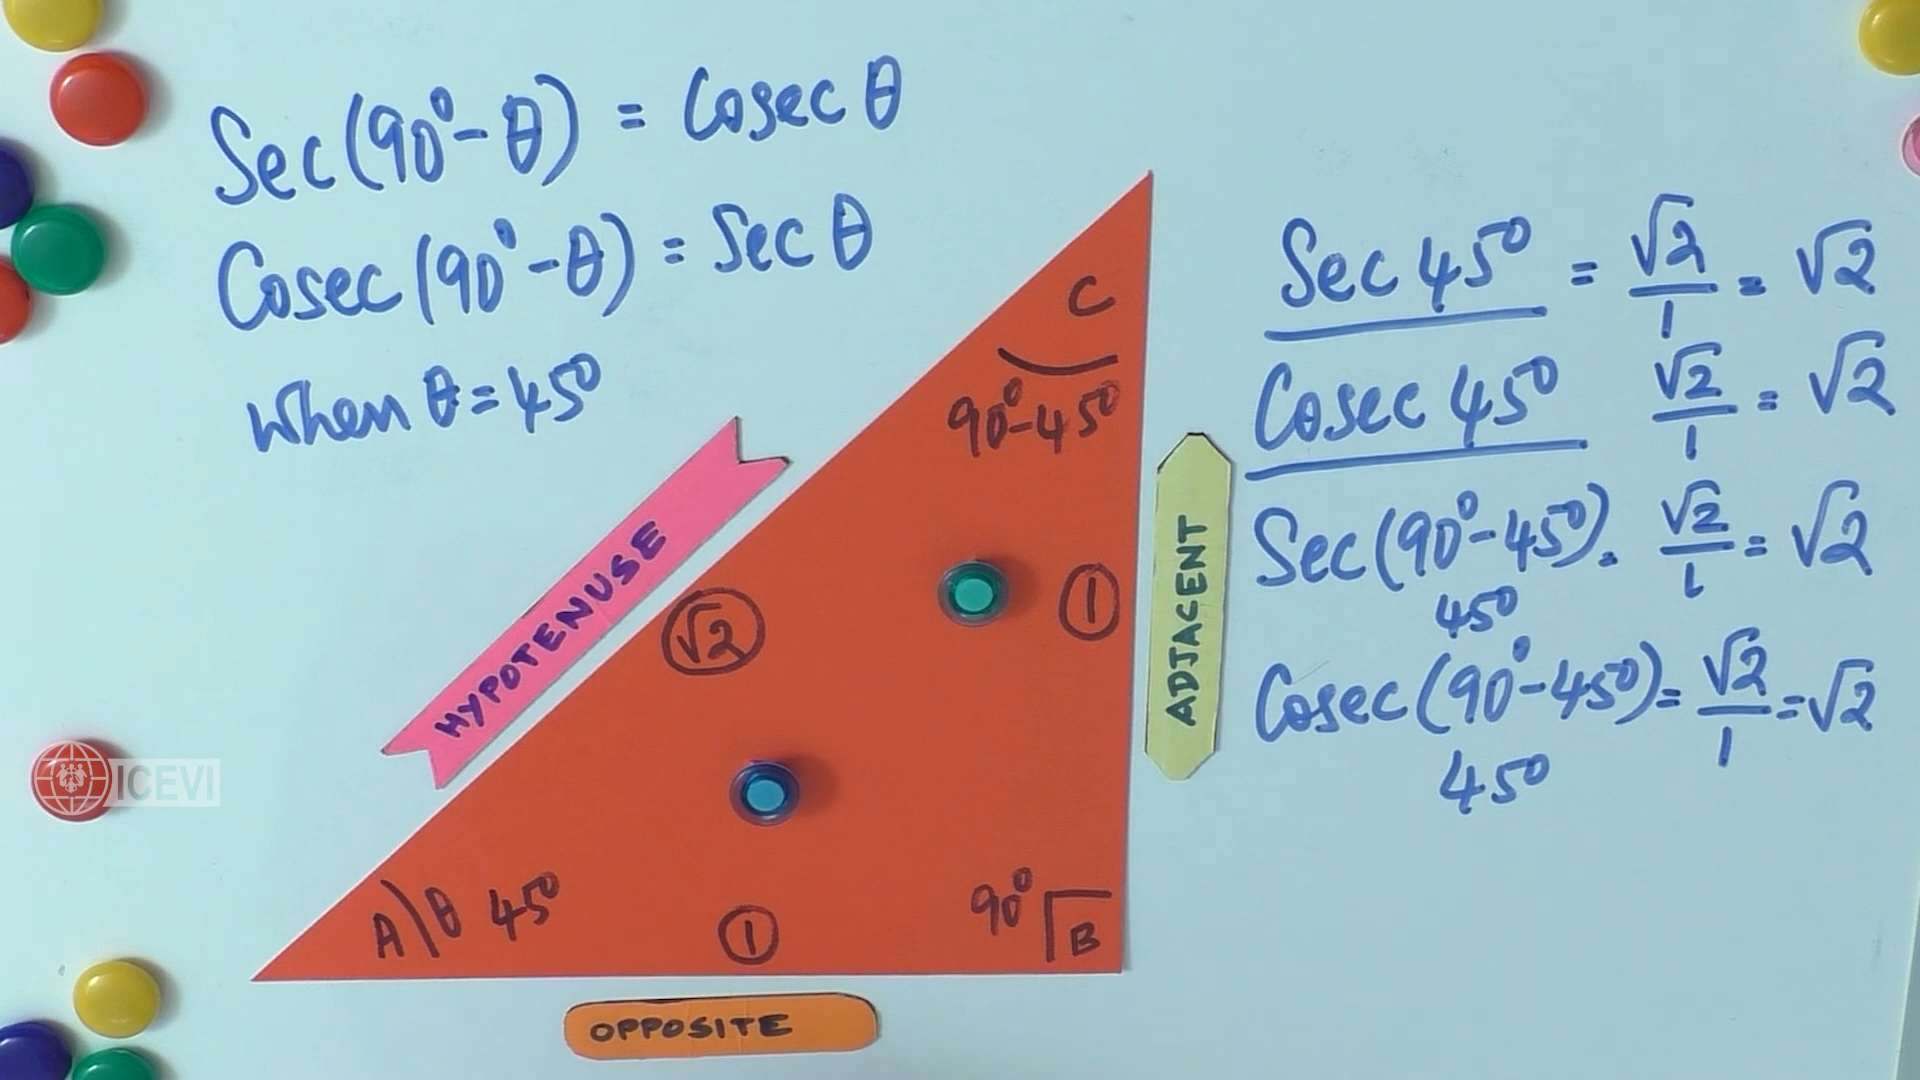 Sec(90°-θ) = Cosec θ
Cosec(90°-θ) = Sec θ
When θ = 45°
C
90°-45°
HYPOTENUSE
√2
1
ADJACENT
A θ 45°
1
90° B
OPPOSITE
Sec 45° = √2/1 = √2
Cosec 45° √2/1 = √2
Sec(90°-45°). √2/1 = √2
45°
Cosec(90°-45°) = √2/1 = √2
45°
ICEVI